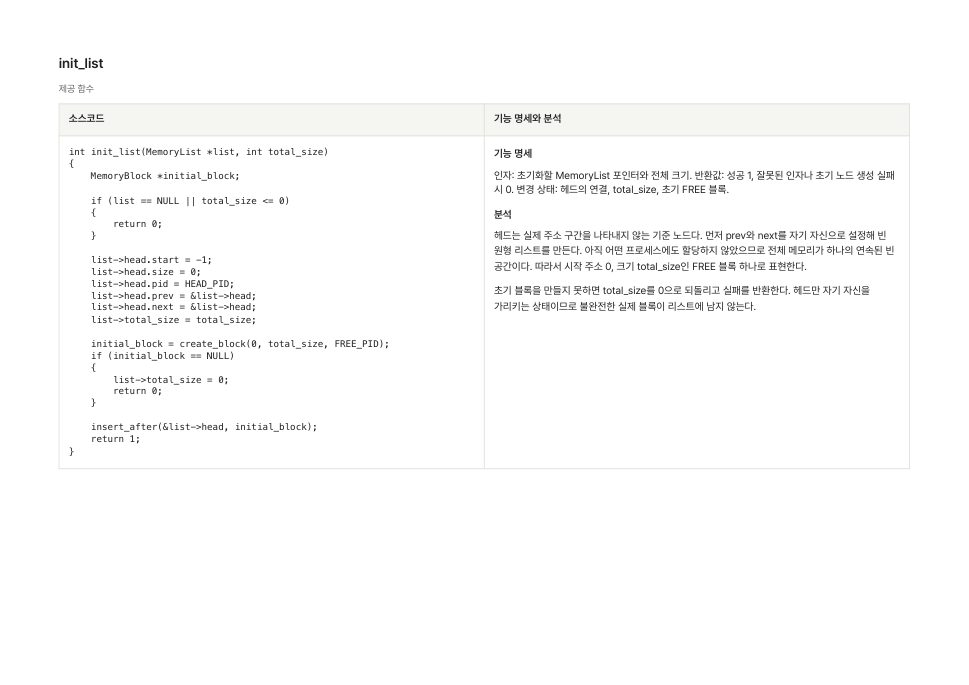 init_list
제공 함수
소스코드
기능 명세와 분석
int init_list(MemoryList *list, int total_size)
{
    MemoryBlock *initial_block;

    if (list == NULL || total_size <= 0)
    {
        return 0;
    }

    list->head.start = -1;
    list->head.size = 0;
    list->head.pid = HEAD_PID;
    list->head.prev = &list->head;
    list->head.next = &list->head;
    list->total_size = total_size;

    initial_block = create_block(0, total_size, FREE_PID);
    if (initial_block == NULL)
    {
        list->total_size = 0;
        return 0;
    }

    insert_after(&list->head, initial_block);
    return 1;
}
기능 명세
인자: 초기화할 MemoryList 포인터와 전체 크기. 반환값: 성공 1, 잘못된 인자나 초기 노드 생성 실패
시 0. 변경 상태: 헤드의 연결, total_size, 초기 FREE 블록.
분석
헤드는 실제 주소 구간을 나타내지 않는 기준 노드다. 먼저 prev와 next를 자기 자신으로 설정해 빈
원형 리스트를 만든다. 아직 어떤 프로세스에도 할당하지 않았으므로 전체 메모리가 하나의 연속된 빈
공간이다. 따라서 시작 주소 0, 크기 total_size인 FREE 블록 하나로 표현한다.
초기 블록을 만들지 못하면 total_size를 0으로 되돌리고 실패를 반환한다. 헤드만 자기 자신을
가리키는 상태이므로 불완전한 실제 블록이 리스트에 남지 않는다.